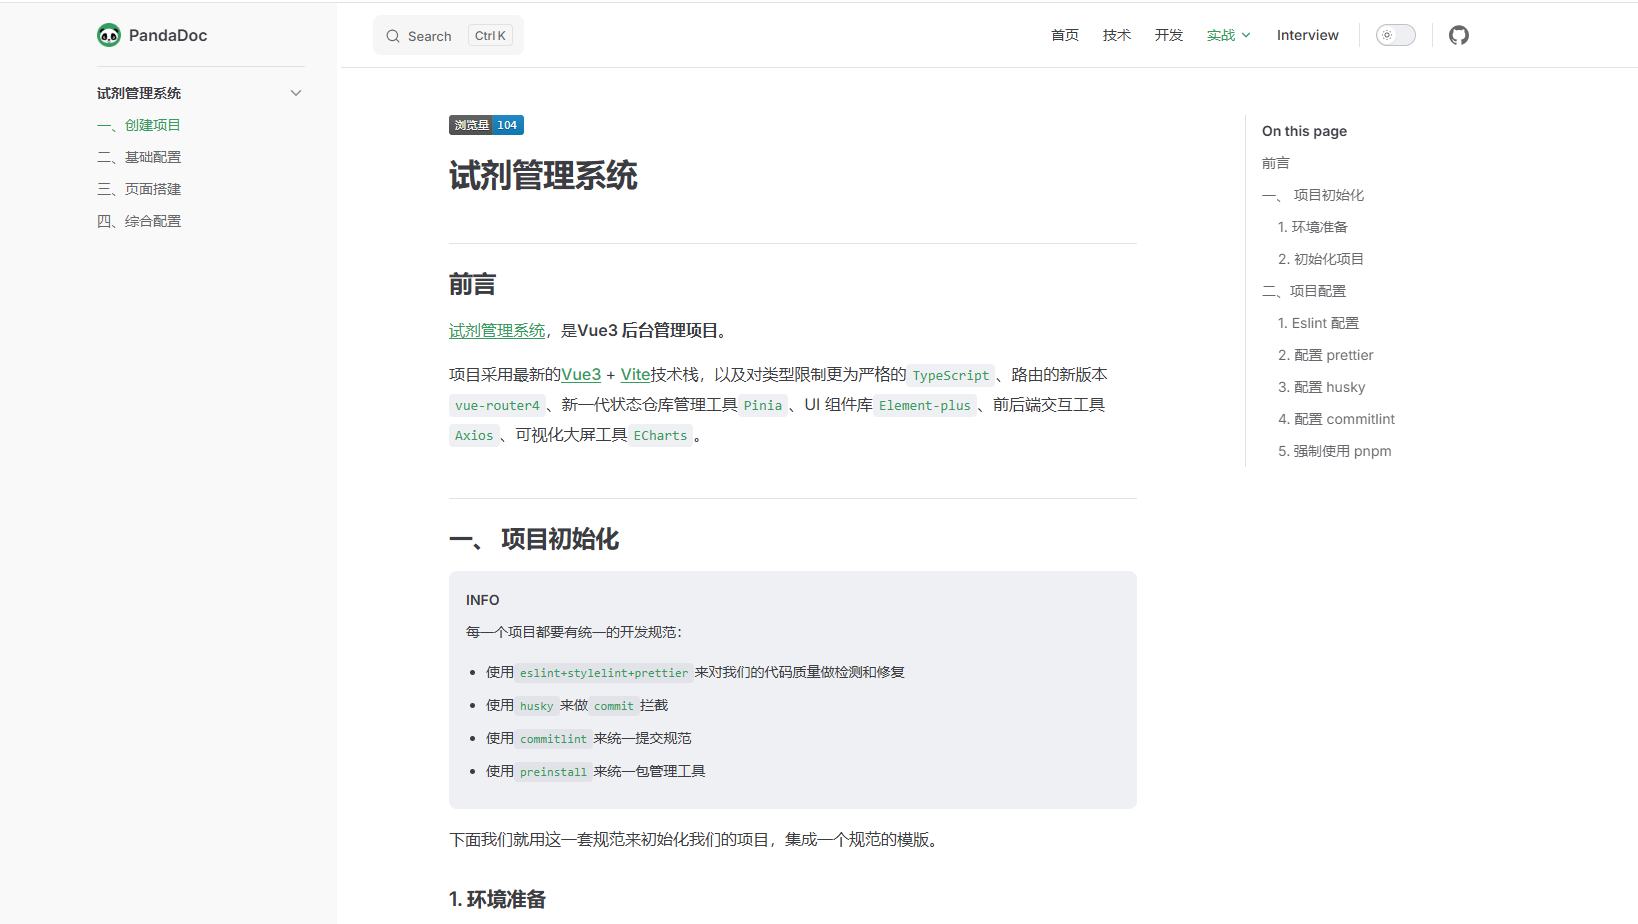 PandaDoc
Search Ctrl K
首页 技术 开发 实战 Interview
试剂管理系统
一、创建项目
二、基础配置
三、页面搭建
四、综合配置
浏览量 104
试剂管理系统
前言
试剂管理系统，是Vue3 后台管理项目。
项目采用最新的Vue3 + Vite技术栈，以及对类型限制更为严格的 TypeScript 、路由的新版本
vue-router4 、新一代状态仓库管理工具 Pinia 、UI 组件库 Element-plus 、前后端交互工具
Axios 、可视化大屏工具 ECharts 。
一、 项目初始化
INFO
每一个项目都要有统一的开发规范：
使用 eslint+stylelint+prettier 来对我们的代码质量做检测和修复
使用 husky 来做 commit 拦截
使用 commitlint 来统一提交规范
使用 preinstall 来统一包管理工具
下面我们就用这一套规范来初始化我们的项目，集成一个规范的模版。
1. 环境准备
On this page
前言
一、 项目初始化
1. 环境准备
2. 初始化项目
二、项目配置
1. Eslint 配置
2. 配置 prettier
3. 配置 husky
4. 配置 commitlint
5. 强制使用 pnpm